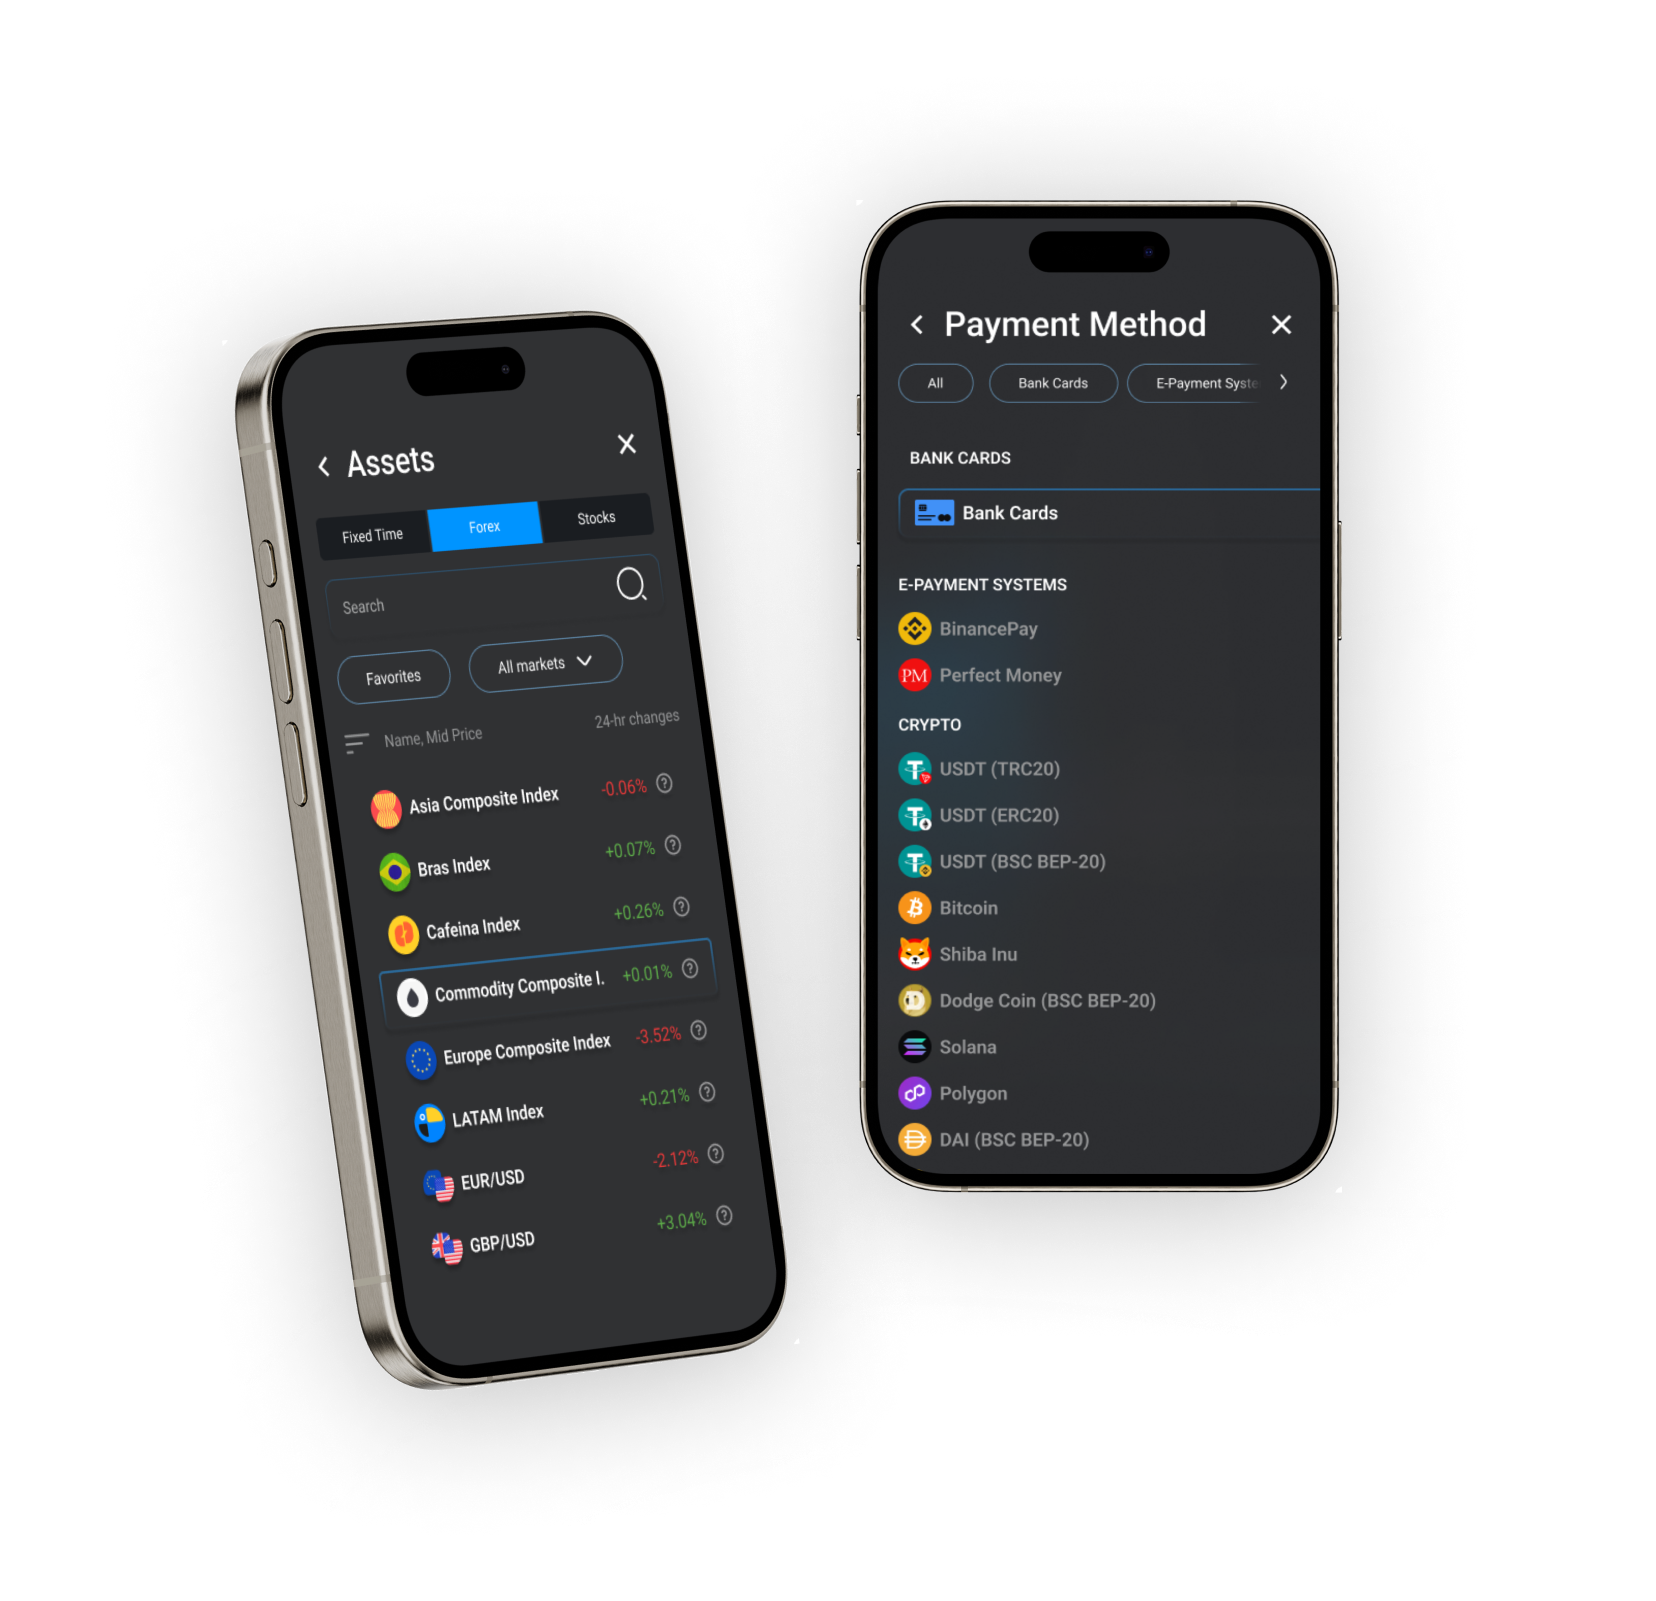 Assets
Fixed Time
Forex
Stocks
Search
Favorites
All markets
Name, Mid Price
24-hr changes
Asia Composite Index -0.06%
Bras Index +0.07%
Cafeina Index +0.26%
Commodity Composite I. +0.01%
Europe Composite Index -3.52%
LATAM Index +0.21%
EUR/USD -2.12%
GBP/USD +3.04%
Payment Method
All
Bank Cards
E-Payment Syste
BANK CARDS
Bank Cards
E-PAYMENT SYSTEMS
BinancePay
PM Perfect Money
CRYPTO
USDT (TRC20)
USDT (ERC20)
USDT (BSC BEP-20)
Bitcoin
Shiba Inu
Dodge Coin (BSC BEP-20)
Solana
Polygon
DAI (BSC BEP-20)